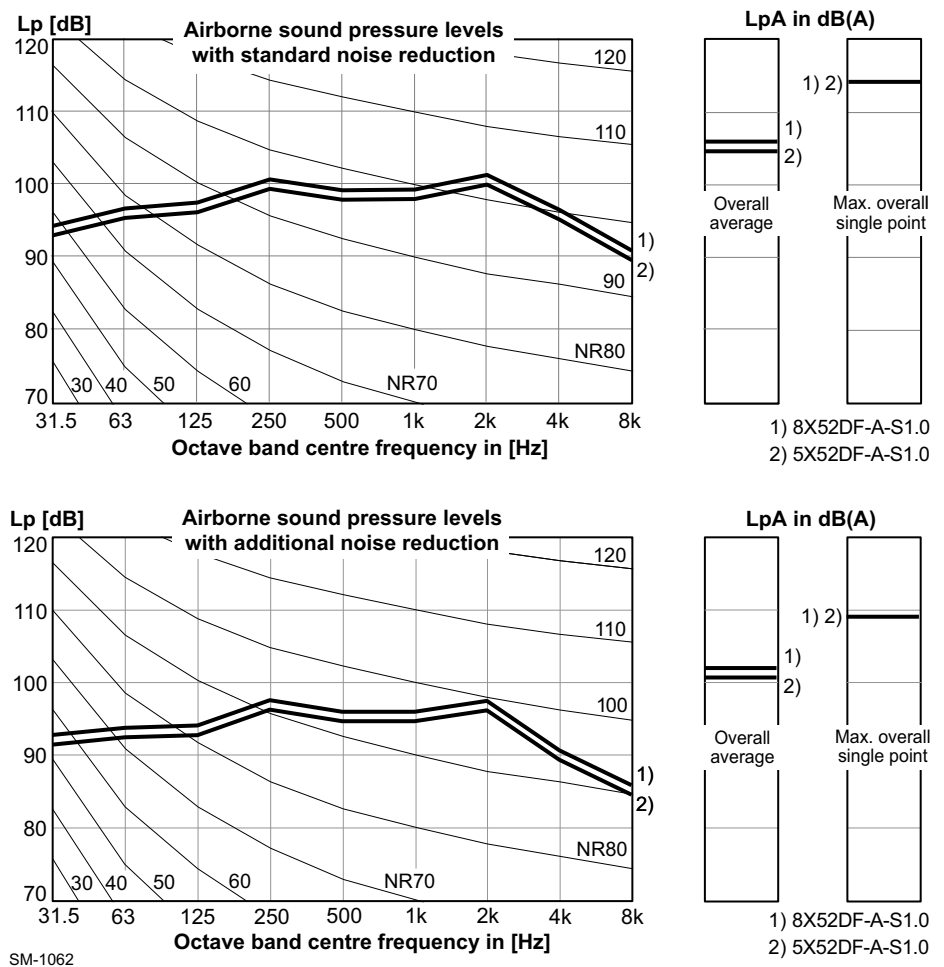 Lp [dB]
Airborne sound pressure levels
with standard noise reduction
120
110
100
90
80
70
120
110
90
NR80
NR70
60
50
40
30
1)
2)
31.5 63 125 250 500 1k 2k 4k 8k
Octave band centre frequency in [Hz]
LpA in dB(A)
1) 2)
1)
2)
Overall
average
Max. overall
single point
1) 8X52DF-A-S1.0
2) 5X52DF-A-S1.0
Lp [dB]
Airborne sound pressure levels
with additional noise reduction
120
110
100
90
80
70
120
110
100
NR80
NR70
60
50
40
30
1)
2)
31.5 63 125 250 500 1k 2k 4k 8k
Octave band centre frequency in [Hz]
LpA in dB(A)
1) 2)
1)
2)
Overall
average
Max. overall
single point
1) 8X52DF-A-S1.0
2) 5X52DF-A-S1.0
SM-1062